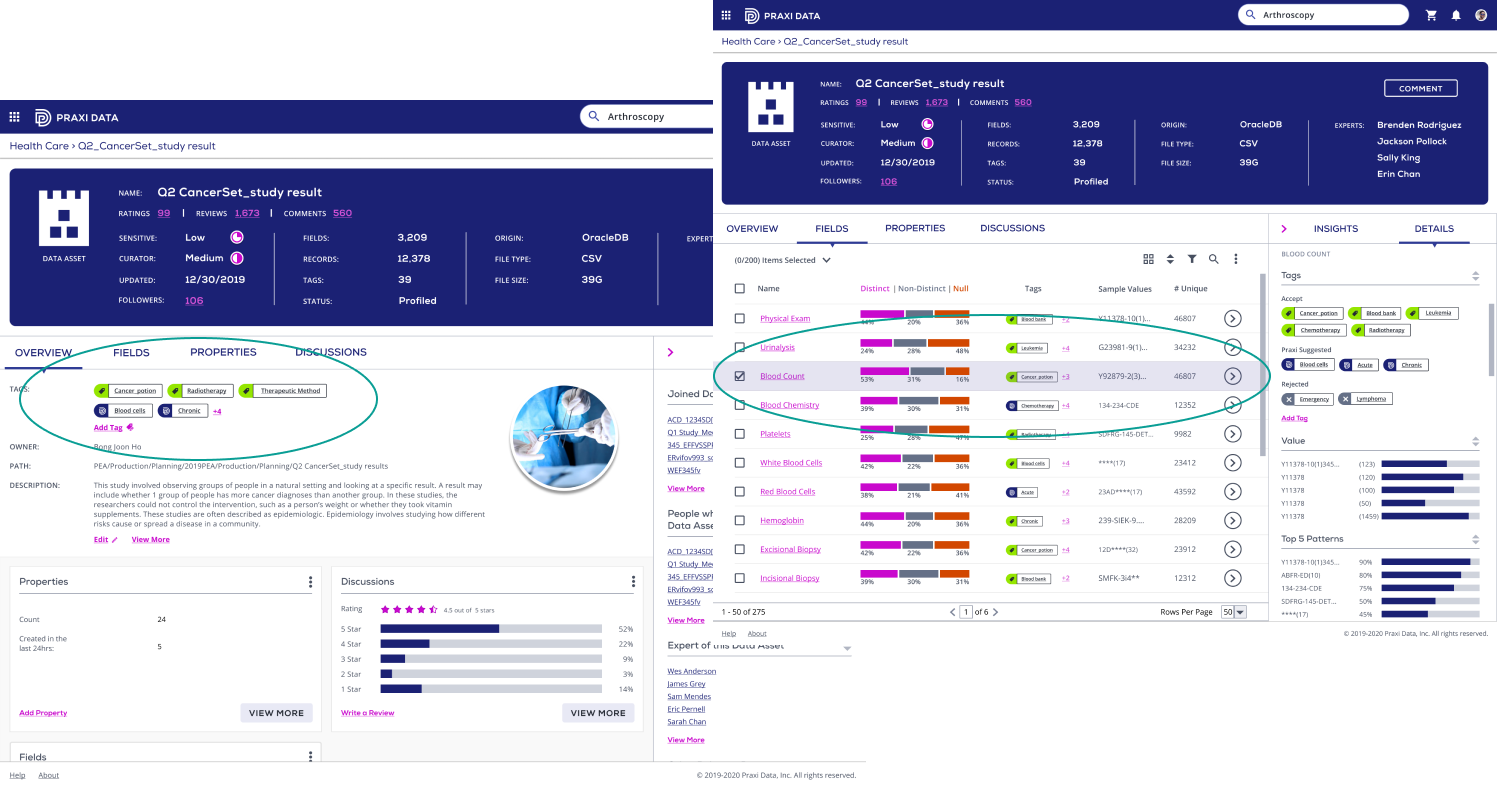 PRAXI DATA
Arthroscopy
Health Care > Q2_CancerSet_study result
DATA ASSET
NAME: Q2 CancerSet_study result
RATINGS 99 | REVIEWS 1,673 | COMMENTS 560
SENSITIVE: Low
CURATOR: Medium
UPDATED: 12/30/2019
FOLLOWERS: 106
FIELDS: 3,209
RECORDS: 12,378
TAGS: 39
STATUS: Profiled
ORIGIN: OracleDB
FILE TYPE: CSV
FILE SIZE: 39G
EXPERT
OVERVIEW FIELDS PROPERTIES DISCUSSIONS
TAGS: Cancer_potion Radiotherapy Therapeutic Method
Blood cells Chronic +4
Add Tag
OWNER: Bong Joon Ho
PATH: PEA/Production/Planning/2019PEA/Production/Planning/Q2 CancerSet_study results
DESCRIPTION: This study involved observing groups of people in a natural setting and looking at a specific result. A result may
include whether 1 group of people has more cancer diagnoses than another group. In these studies, the
researchers could not control the intervention, such as a person's weight or whether they took vitamin
supplements. These studies are often described as epidemiologic. Epidemiology involves studying how different
risks cause or spread a disease in a community.
Edit View More
Properties
Count 24
Created in the
last 24hrs: 5
Add Property VIEW MORE
Discussions
Rating 4.5 out of 5 stars
5 Star 52%
4 Star 22%
3 Star 9%
2 Star 3%
1 Star 14%
Write a Review VIEW MORE
Fields
Joined Da
ACD_1234SD(
Q1 Study_Me
345_EFFVSSPI
ERvifov993_sc
WEF345fv
View More
People wh
Data Asse
ACD_1234SD(
Q1 Study_Me
345_EFFVSSPI
ERvifov993_sc
WEF345fv
View More
Expert of this Data Asset
Wes Anderson
James Grey
Sam Mendes
Eric Pernell
Sarah Chan
View More
Help About
© 2019-2020 Praxi Data, Inc. All rights reserved.
PRAXI DATA
Arthroscopy
Health Care > Q2_CancerSet_study result
DATA ASSET
NAME: Q2 CancerSet_study result
COMMENT
RATINGS 99 | REVIEWS 1,673 | COMMENTS 560
SENSITIVE: Low
CURATOR: Medium
UPDATED: 12/30/2019
FOLLOWERS: 106
FIELDS: 3,209
RECORDS: 12,378
TAGS: 39
STATUS: Profiled
ORIGIN: OracleDB
FILE TYPE: CSV
FILE SIZE: 39G
EXPERTS: Brenden Rodriguez
Jackson Pollock
Sally King
Erin Chan
OVERVIEW FIELDS PROPERTIES DISCUSSIONS
(0/200) Items Selected
Name Distinct | Non-Distinct | Null Tags Sample Values # Unique
Physical Exam 44% 20% 36% Blood bank +2 Y11378-10(1)... 46807
Urinalysis 24% 28% 48% Leukemia +4 G23981-9(1)... 34232
Blood Count 53% 31% 16% Cancer_potion +3 Y92879-2(3)... 46807
Blood Chemistry 39% 30% 31% Chemotherapy +4 134-234-CDE 12352
Platelets 25% 28% 47% Radiotherapy SDFRG-145-DET... 9982
White Blood Cells 42% 22% 36% Blood cells +4 ****(17) 23412
Red Blood Cells 38% 21% 41% Acute +2 23AD****(17) 43592
Hemoglobin 44% 20% 36% Chronic +3 239-SIEK-9.... 28209
Excisional Biopsy 42% 22% 36% Cancer_potion +4 12D****(32) 23912
Incisional Biopsy 39% 30% 31% Blood bank +2 SMFK-3i4** 12312
1 - 50 of 275 1 of 6 Rows Per Page 50
INSIGHTS DETAILS
BLOOD COUNT
Tags
Accept
Cancer_potion Blood bank Leukemia
Chemotherapy Radiotherapy
Praxi Suggested
Blood cells Acute Chronic
Rejected
Emergency Lymphoma
Add Tag
Value
Y11378-10(1)345... (123)
Y11378 (120)
Y11378 (100)
Y11378 (50)
Y11378 (1459)
Top 5 Patterns
Y11378-10(1)345... 90%
ABFR-EDI(10) 80%
134-234-CDE 75%
SDFRG-145-DET... 50%
****(17) 45%
Help About
© 2019-2020 Praxi Data, Inc. All rights reserved.